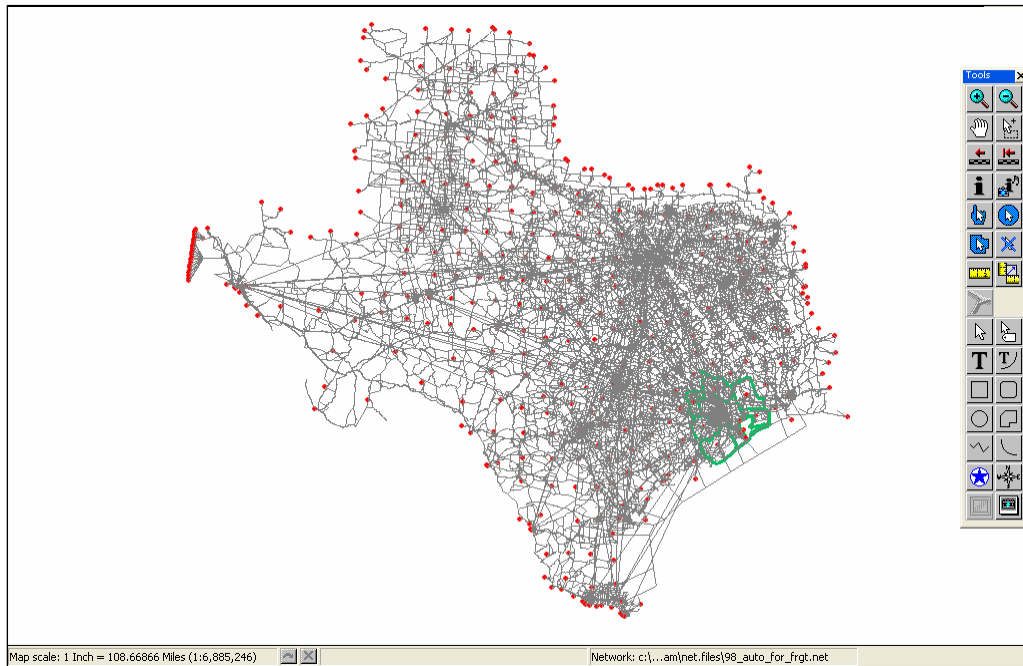 Tools
T T
Map scale: 1 Inch = 108.66866 Miles (1:6,885,246)
Network: c:\...am\net.files\98_auto_for_frgt.net